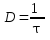 D = 1/τ